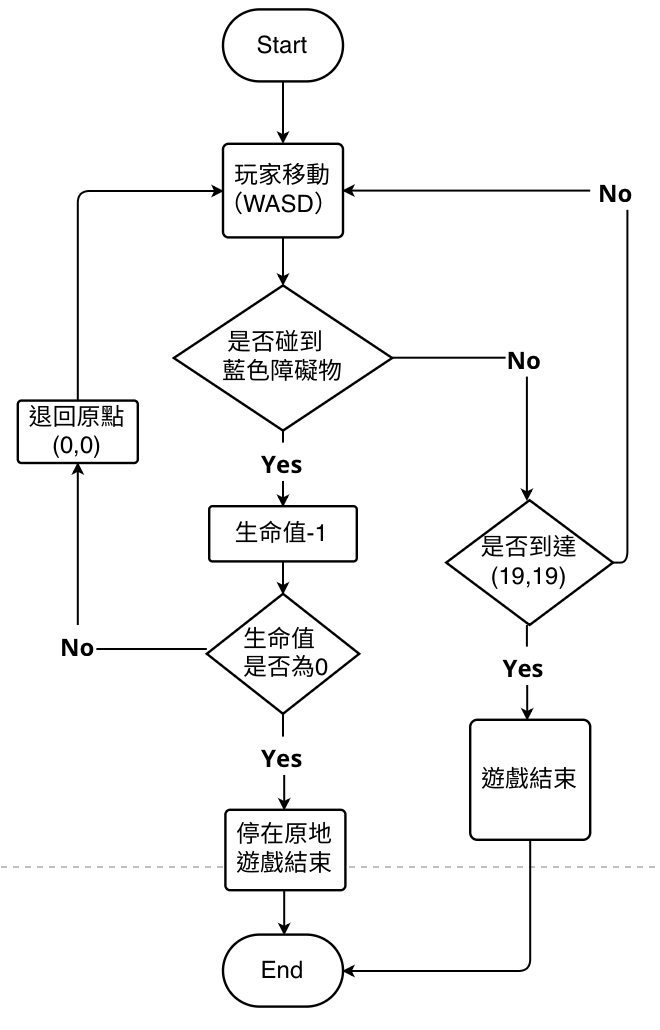 Start
玩家移動
（WASD）
No
是否碰到
藍色障礙物
No
退回原點
(0,0)
Yes
生命值-1
是否到達
(19,19)
生命值
是否為0
No
Yes
Yes
遊戲結束
停在原地
遊戲結束
End